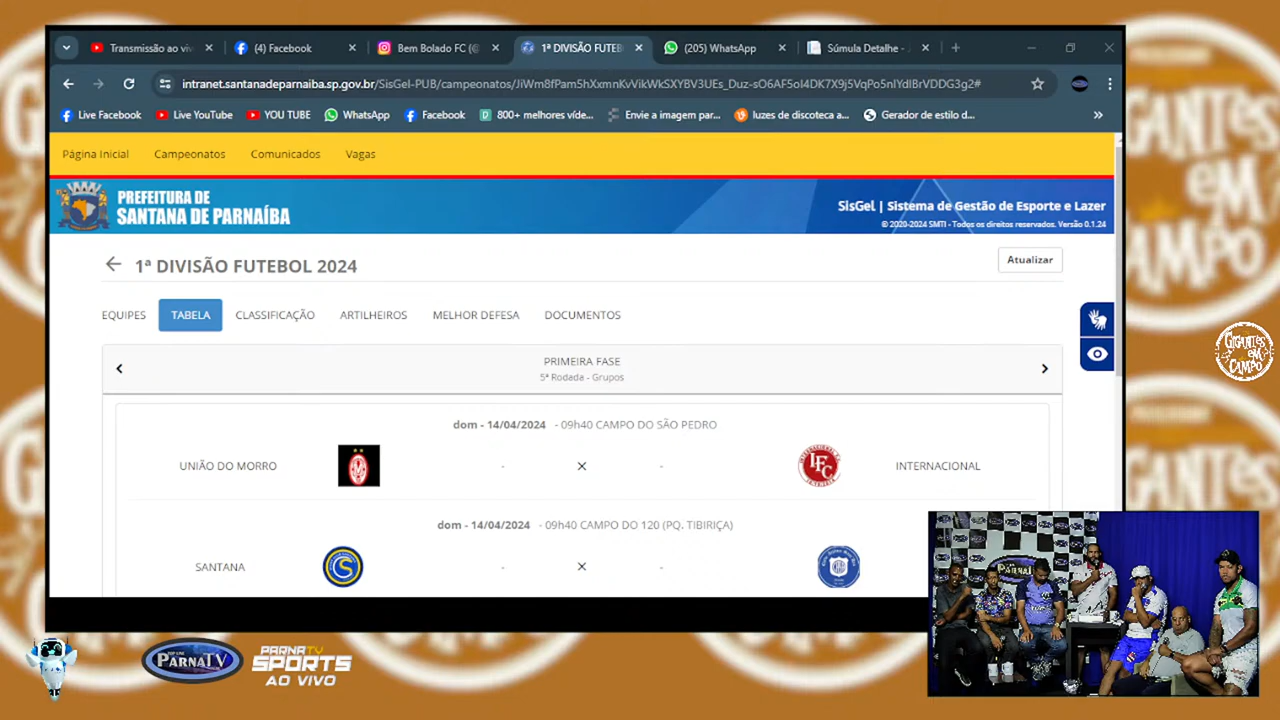 Transmissão ao viv
(4) Facebook
Bem Bolado FC (@
1ª DIVISÃO FUTEB
(205) WhatsApp
Súmula Detalhe -
intranet.santanadeparnaiba.sp.gov.br/SisGel-PUB/campeonatos/
Live Facebook
Live YouTube
YOU TUBE
WhatsApp
Facebook
800+ melhores víde...
Envie a imagem par...
luzes de discoteca a...
Gerador de estilo d...
Página Inicial
Campeonatos
Comunicados
Vagas
PREFEITURA DE
SANTANA DE PARNAÍBA
SisGel | Sistema de Gestão de Esporte e Lazer
© 2020-2024 SMTI - Todos os direitos reservados. Versão 0.1.24
1ª DIVISÃO FUTEBOL 2024
Atualizar
EQUIPES
TABELA
CLASSIFICAÇÃO
ARTILHEIROS
MELHOR DEFESA
DOCUMENTOS
PRIMEIRA FASE
5ª Rodada - Grupos
dom - 14/04/2024 - 09h40 CAMPO DO SÃO PEDRO
UNIÃO DO MORRO
- × -
IFC
INTERNACIONAL
dom - 14/04/2024 - 09h40 CAMPO DO 120 (PQ. TIBIRIÇA)
SANTANA
S
- × -
GIGANTES
EM
CAMPO
PARNATV
PARNATV
SPORTS
AO VIVO